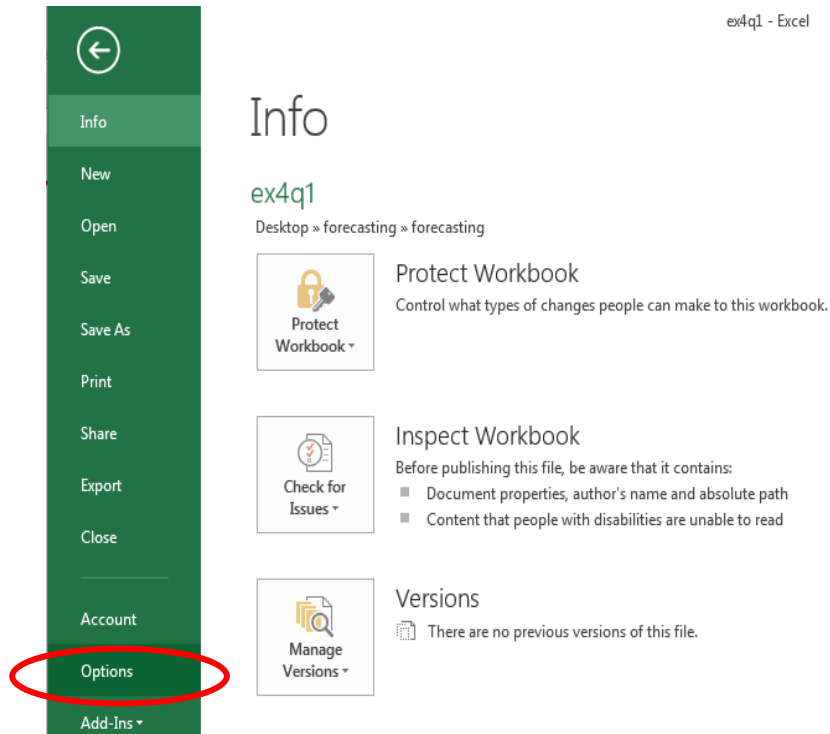 ex4q1 - Excel
Info
New
Open
Save
Save As
Print
Share
Export
Close
Account
Options
Add-Ins
Info
ex4q1
Desktop » forecasting » forecasting
Protect
Workbook
Protect Workbook
Control what types of changes people can make to this workbook.
Check for
Issues
Inspect Workbook
Before publishing this file, be aware that it contains:
Document properties, author's name and absolute path
Content that people with disabilities are unable to read
Manage
Versions
Versions
There are no previous versions of this file.